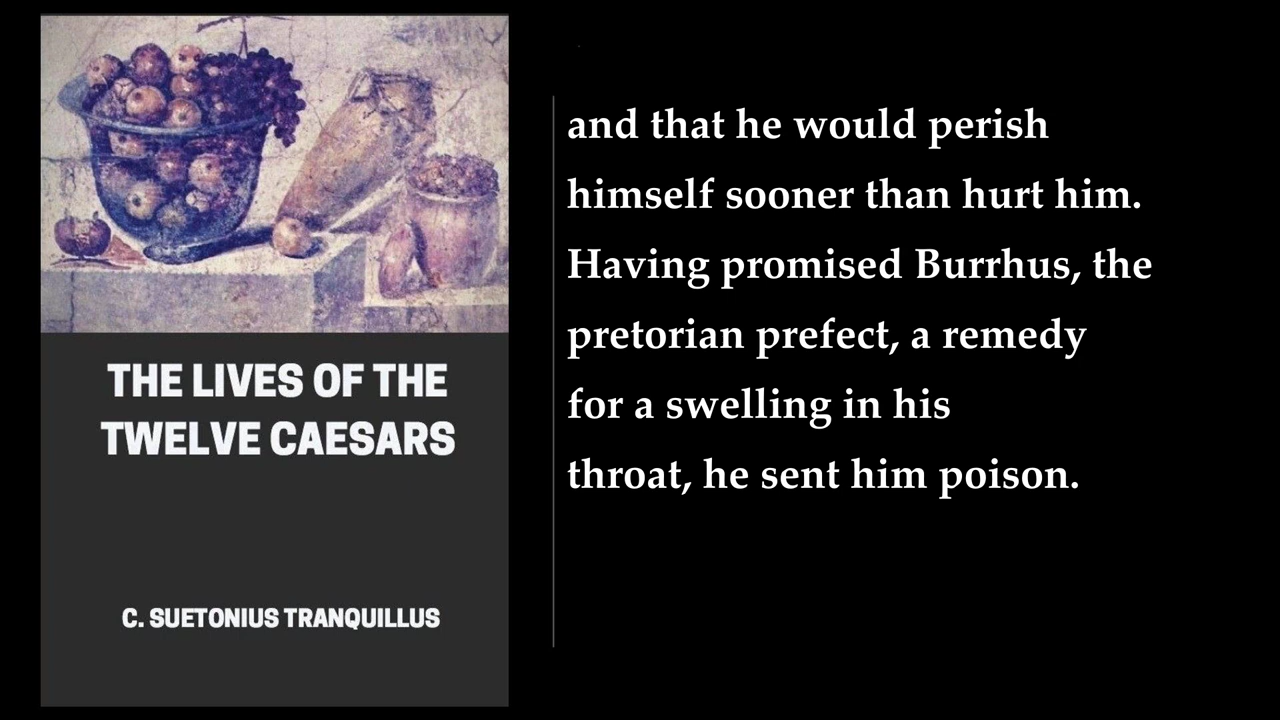 THE LIVES OF THE
TWELVE CAESARS
C. SUETONIUS TRANQUILLUS
and that he would perish
himself sooner than hurt him.
Having promised Burrhus, the
pretorian prefect, a remedy
for a swelling in his
throat, he sent him poison.